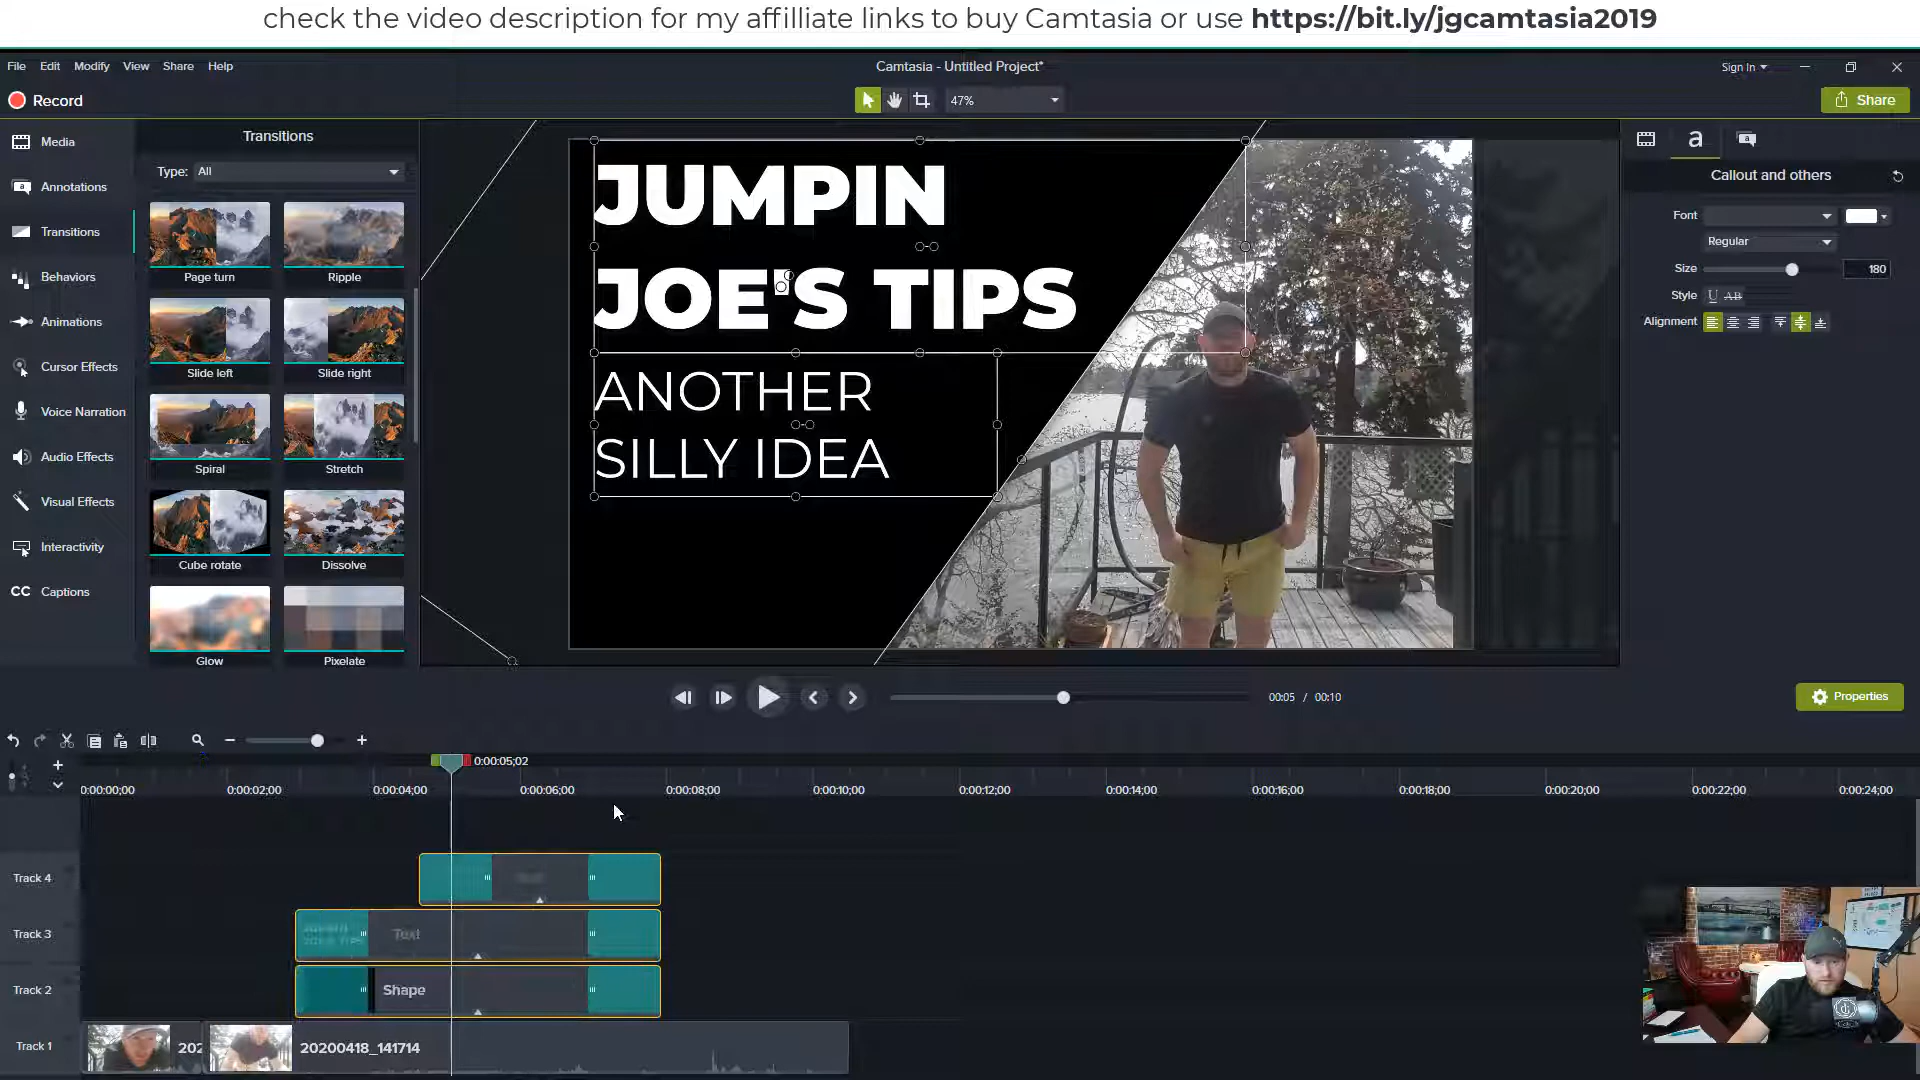 check the video description for my affilliate links to buy Camtasia or use https://bit.ly/jgcamtasia2019
File Edit Modify View Share Help
Camtasia - Untitled Project*
Sign In
Record
47%
Share
Media
Annotations
Transitions
Behaviors
Animations
Cursor Effects
Voice Narration
Audio Effects
Visual Effects
Interactivity
CC Captions
Transitions
Type: All
Page turn
Ripple
Slide left
Slide right
Spiral
Stretch
Cube rotate
Dissolve
Glow
Pixelate
JUMPIN
JOE'S TIPS
ANOTHER
SILLY IDEA
Callout and others
Font
Regular
Size 180
Style U AB
Alignment
00:05 / 00:10
Properties
0:00:05;02
0:00:00;00 0:00:02;00 0:00:04;00 0:00:06;00 0:00:08;00 0:00:10;00 0:00:12;00 0:00:14;00 0:00:16;00 0:00:18;00 0:00:20;00 0:00:22;00 0:00:24;00
Track 4
Track 3
JUMPIN
JOE'S TIPS
Text
Track 2
Shape
Track 1
202
20200418_141714